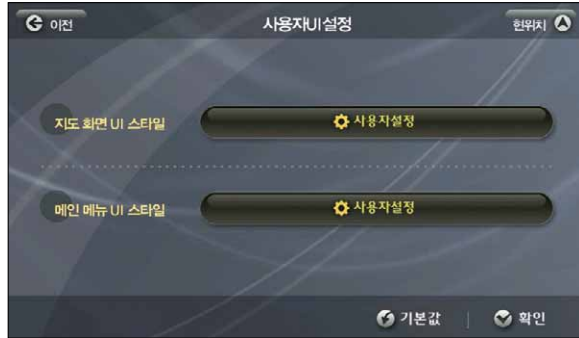 이전
사용자UI설정
현위치
지도 화면 UI 스타일
사용자설정
메인 메뉴 UI 스타일
사용자설정
기본값
확인